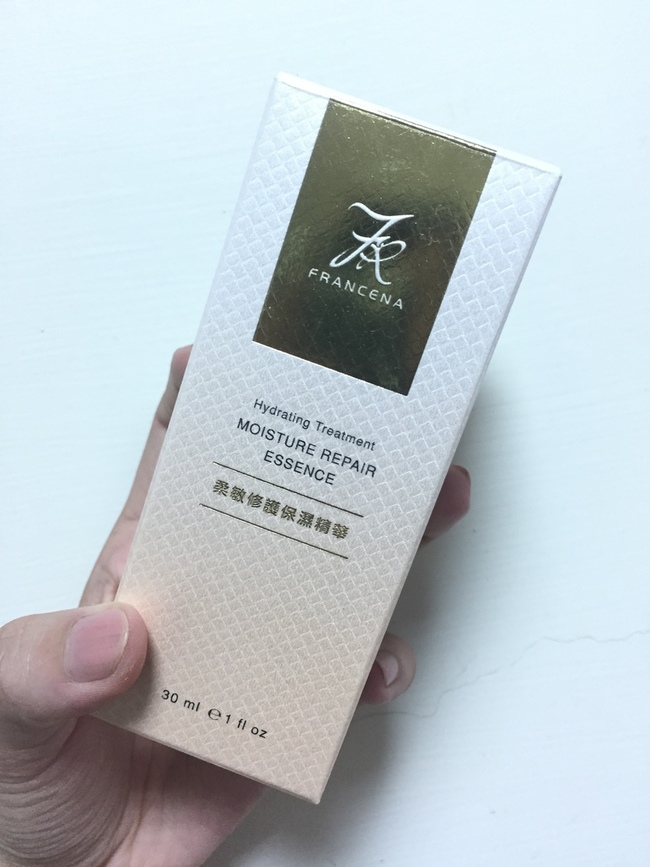 FRANCENA
Hydrating Treatment
MOISTURE REPAIR
ESSENCE
柔敏修護保濕精華
30 ml ℮ 1 fl oz